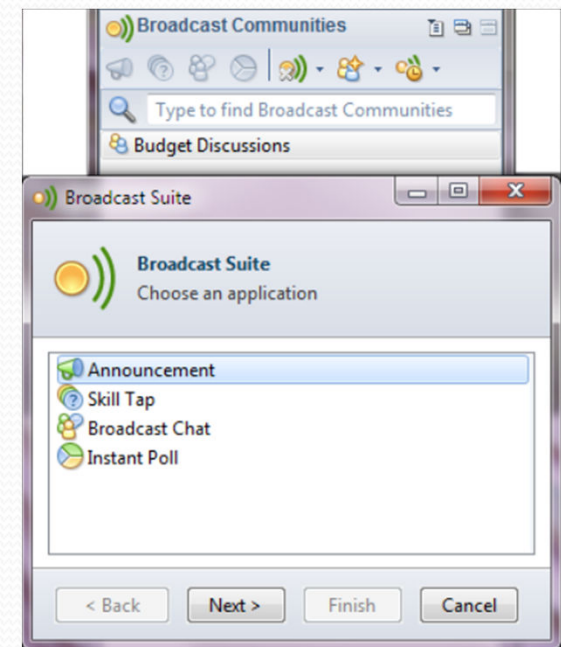 Broadcast Communities
Type to find Broadcast Communities
Budget Discussions
Broadcast Suite
Broadcast Suite
Choose an application
Announcement
Skill Tap
Broadcast Chat
Instant Poll
< Back Next > Finish Cancel